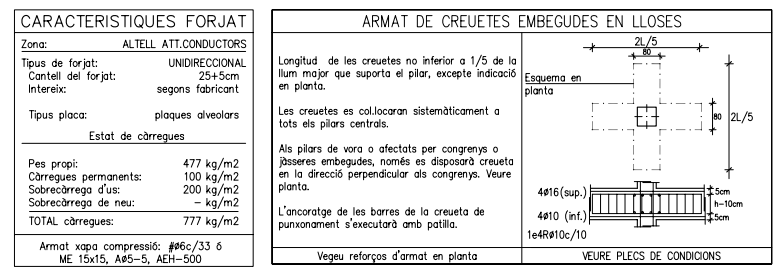 CARACTERISTIQUES FORJAT
Zona: ALTELL ATT.CONDUCTORS
Tipus de forjat: UNIDIRECCIONAL
Cantell del forjat: 25+5cm
Intereix: segons fabricant
Tipus placa: plaques alveolars
Estat de càrregues
Pes propi: 477 kg/m2
Càrregues permanents: 100 kg/m2
Sobrecàrrega d'us: 200 kg/m2
Sobrecàrrega de neu: – kg/m2
TOTAL càrregues: 777 kg/m2
Armat xapa compressió: #ø6c/33 ó
ME 15x15, Aø5-5, AEH-500
ARMAT DE CREUETES EMBEGUDES EN LLOSES
Longitud de les creuetes no inferior a 1/5 de la
llum major que suporta el pilar, excepte indicació
en planta.
Les creuetes es col.locaran sistemàticament a
tots els pilars centrals.
Als pilars de vora o afectats per congrenys o
jàsseres embegudes, només es disposarà creueta
en la direcció perpendicular als congrenys. Veure
planta.
L'ancoratge de les barres de la creueta de
punxonament s'executarà amb patilla.
Vegeu reforços d'armat en planta
2L/5
80
Esquema en
planta
80
2L/5
4ø16(sup.)
5cm
h-10cm
4ø10 (inf.)
5cm
1e4Rø10c/10
VEURE PLECS DE CONDICIONS